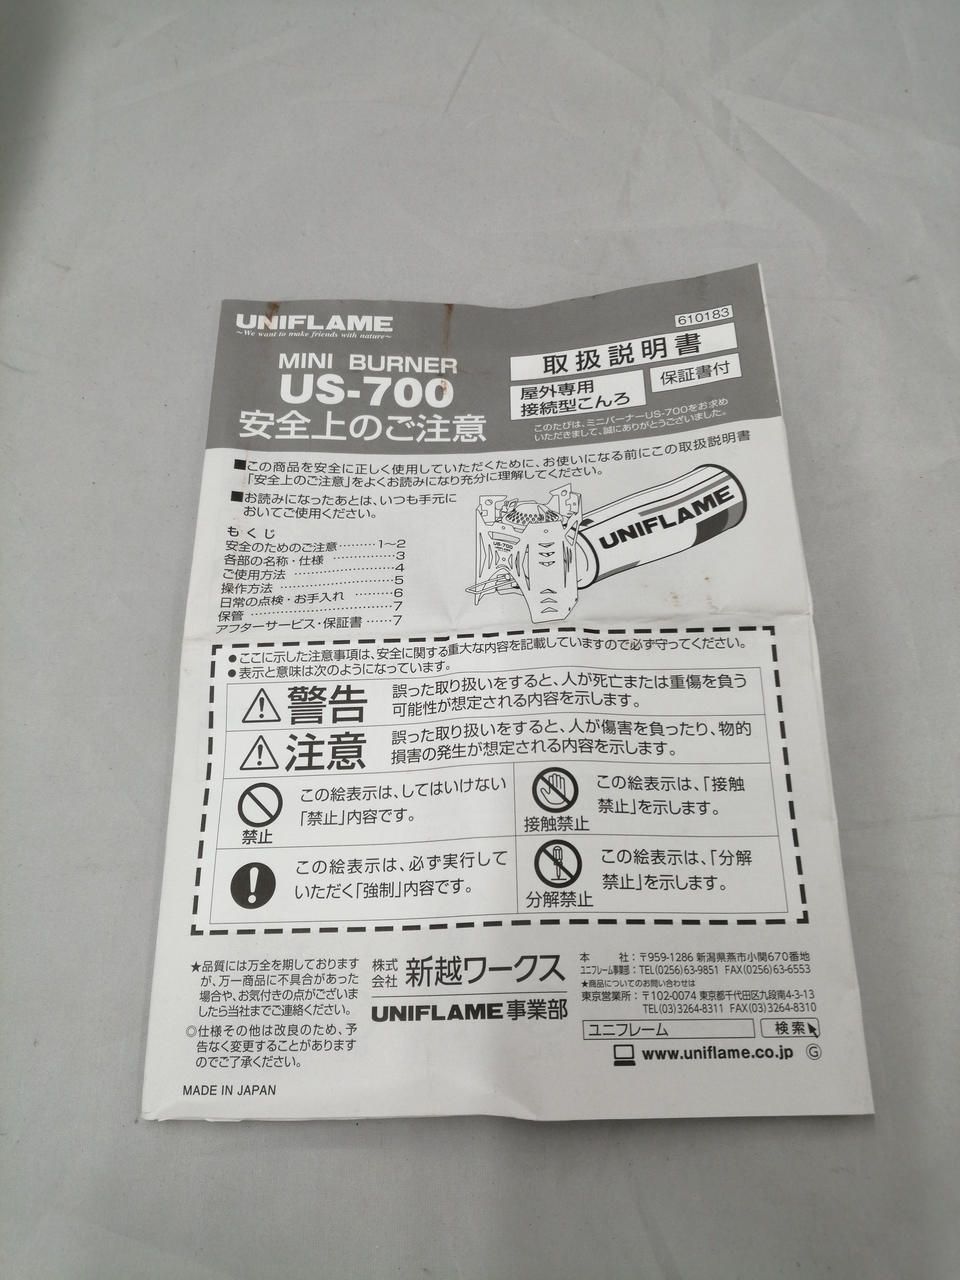 UNIFLAME
〜We want to make friends with nature〜
MINI BURNER
US-700
安全上のご注意
610183
取扱説明書
屋外専用
接続型こんろ
保証書付
このたびは、ミニバーナーUS-700をお求め
いただきまして、誠にありがとうございました。
■この商品を安全に正しく使用していただくために、お使いになる前にこの取扱説明書
「安全上のご注意」をよくお読みになり充分に理解してください。
■お読みになったあとは、いつも手元に
おいてご使用ください。
もくじ
安全のためのご注意………1〜2
各部の名称・仕様 …………3
ご使用方法 …………………4
操作方法 ……………………5
日常の点検・お手入れ ………6
保管 …………………………7
アフターサービス・保証書 ……7
US-700
UNIFLAME
●ここに示した注意事項は、安全に関する重大な内容を記載していますので必ず守ってください。
●表示と意味は次のようになっています。
警告
誤った取り扱いをすると、人が死亡または重傷を負う
可能性が想定される内容を示します。
注意
誤った取り扱いをすると、人が傷害を負ったり、物的
損害の発生が想定される内容を示します。
禁止
この絵表示は、してはいけない
「禁止」内容です。
接触禁止
この絵表示は、「接触
禁止」を示します。
この絵表示は、必ず実行して
いただく「強制」内容です。
分解禁止
この絵表示は、「分解
禁止」を示します。
★品質には万全を期しております
が、万一商品に不具合があった
場合や、お気付きの点がございま
したら当社までご連絡ください。
◎仕様その他は改良のため、予
告なく変更することがあります
のでご了承ください。
MADE IN JAPAN
株式
会社 新越ワークス
UNIFLAME事業部
本 社：〒959-1286 新潟県燕市小関670番地
ユニフレーム事業部：TEL(0256)63-9851 FAX(0256)63-6553
★商品についてのお問い合わせは
東京営業所：〒102-0074 東京都千代田区九段南4-3-13
TEL(03)3264-8311 FAX(03)3264-8310
ユニフレーム 検索
www.uniflame.co.jp Ⓖ